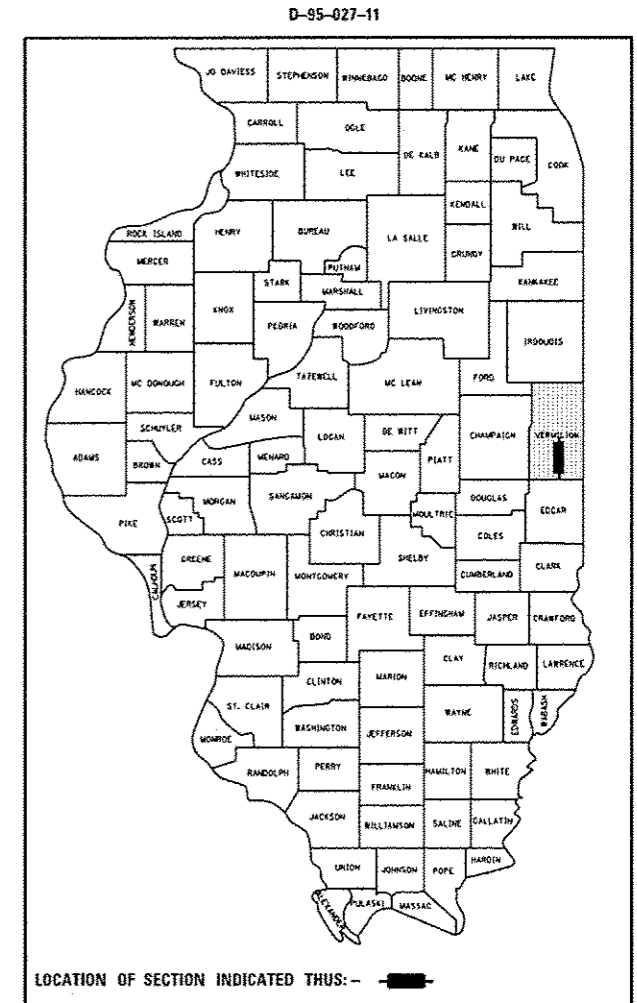 D-95-027-11
JO DAVIESS STEPHENSON WINNEBAGO BOONE MC HENRY LAKE
CARROLL OGLE DE KALB KANE DU PAGE COOK
WHITESIDE LEE KENDALL WILL
ROCK ISLAND HENRY BUREAU LA SALLE GRUNDY
MERCER PUTNAM KANKAKEE
STARK MARSHALL LIVINGSTON
HENDERSON WARREN KNOX PEORIA WOODFORD IROQUOIS
HANCOCK MC DONOUGH FULTON TAZEWELL MC LEAN FORD
SCHUYLER MASON LOGAN DE WITT CHAMPAIGN VERMILION
ADAMS BROWN CASS MENARD MACON PIATT
PIKE SCOTT MORGAN SANGAMON CHRISTIAN MOULTRIE DOUGLAS EDGAR
COLES
CALHOUN GREENE MACOUPIN MONTGOMERY SHELBY CUMBERLAND CLARK
JERSEY FAYETTE EFFINGHAM JASPER CRAWFORD
MADISON BOND
CLINTON MARION CLAY RICHLAND LAWRENCE
ST. CLAIR WAYNE EDWARDS WABASH
MONROE WASHINGTON JEFFERSON
RANDOLPH PERRY FRANKLIN HAMILTON WHITE
JACKSON WILLIAMSON SALINE GALLATIN
UNION JOHNSON POPE HARDIN
ALEXANDER PULASKI MASSAC
LOCATION OF SECTION INDICATED THUS: -